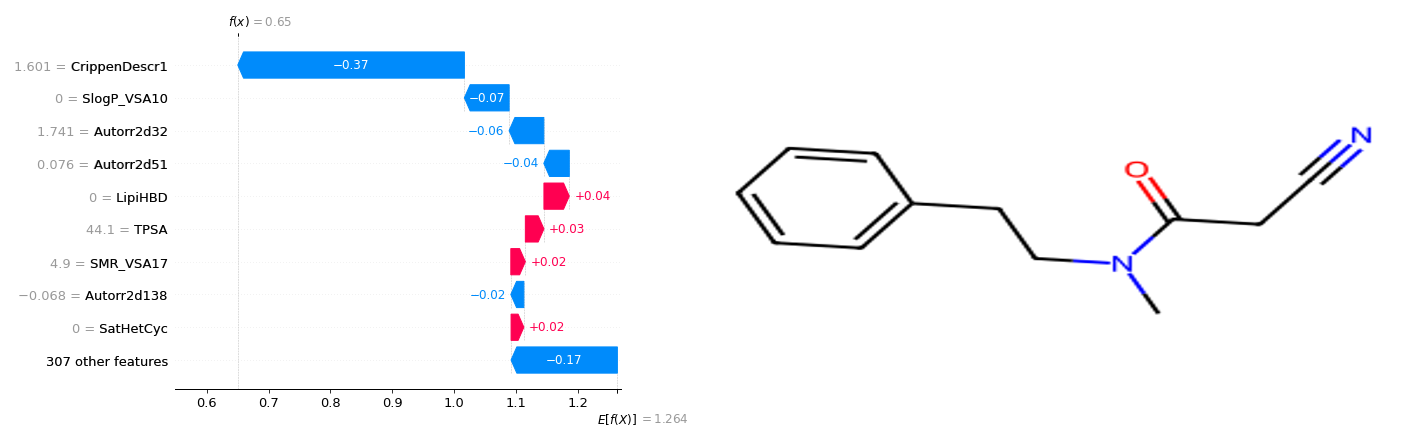 f(x) = 0.65
1.601 = CrippenDescr1
−0.37
0 = SlogP_VSA10
−0.07
1.741 = Autorr2d32
−0.06
0.076 = Autorr2d51
−0.04
0 = LipiHBD
+0.04
44.1 = TPSA
+0.03
4.9 = SMR_VSA17
+0.02
−0.068 = Autorr2d138
−0.02
0 = SatHetCyc
+0.02
307 other features
−0.17
0.6 0.7 0.8 0.9 1.0 1.1 1.2
E[f(X)] = 1.264
N
O
N